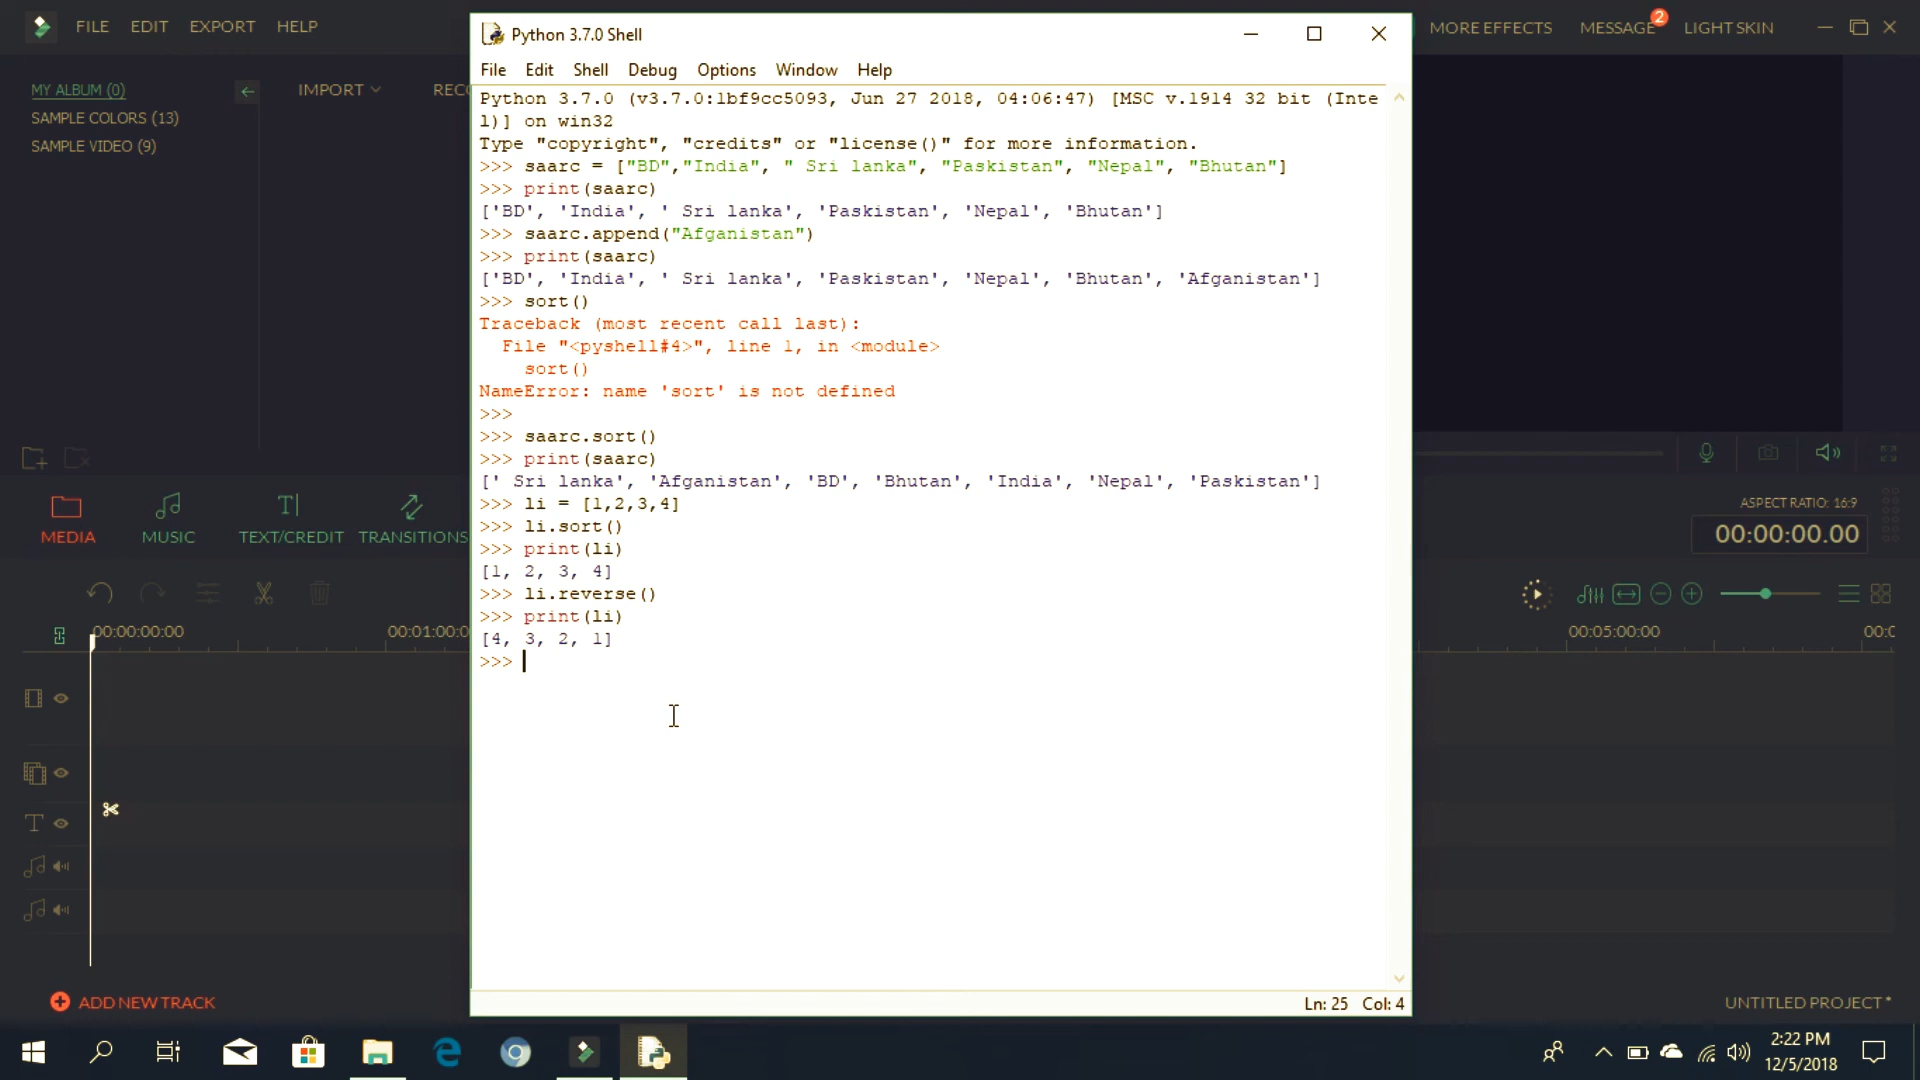 FILE EDIT EXPORT HELP
MORE EFFECTS MESSAGE 2 LIGHT SKIN
MY ALBUM (0)
SAMPLE COLORS (13)
SAMPLE VIDEO (9)
IMPORT
REC
Python 3.7.0 Shell
File Edit Shell Debug Options Window Help
Python 3.7.0 (v3.7.0:1bf9cc5093, Jun 27 2018, 04:06:47) [MSC v.1914 32 bit (Inte
l)] on win32
Type "copyright", "credits" or "license()" for more information.
>>> saarc = ["BD","India", " Sri lanka", "Paskistan", "Nepal", "Bhutan"]
>>> print(saarc)
['BD', 'India', ' Sri lanka', 'Paskistan', 'Nepal', 'Bhutan']
>>> saarc.append("Afganistan")
>>> print(saarc)
['BD', 'India', ' Sri lanka', 'Paskistan', 'Nepal', 'Bhutan', 'Afganistan']
>>> sort()
Traceback (most recent call last):
  File "<pyshell#4>", line 1, in <module>
    sort()
NameError: name 'sort' is not defined
>>>
>>> saarc.sort()
>>> print(saarc)
[' Sri lanka', 'Afganistan', 'BD', 'Bhutan', 'India', 'Nepal', 'Paskistan']
>>> li = [1,2,3,4]
>>> li.sort()
>>> print(li)
[1, 2, 3, 4]
>>> li.reverse()
>>> print(li)
[4, 3, 2, 1]
>>>
Ln: 25 Col: 4
MEDIA MUSIC TEXT/CREDIT TRANSITIONS
ASPECT RATIO: 16:9
00:00:00.00
00:00:00:00 00:01:00:0 00:05:00:00 00:0
ADD NEW TRACK
UNTITLED PROJECT *
2:22 PM
12/5/2018